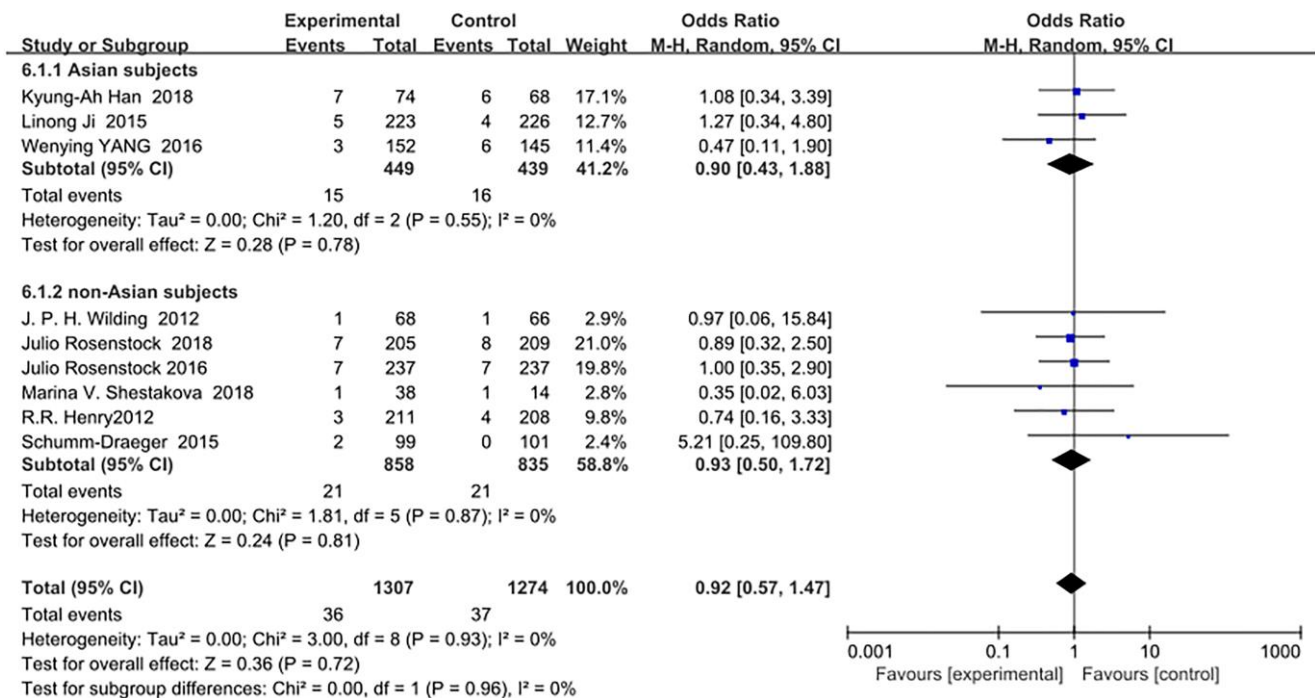 Experimental Control Odds Ratio Odds Ratio
Study or Subgroup Events Total Events Total Weight M-H, Random, 95% CI M-H, Random, 95% CI
6.1.1 Asian subjects
Kyung-Ah Han 2018 7 74 6 68 17.1% 1.08 [0.34, 3.39]
Linong Ji 2015 5 223 4 226 12.7% 1.27 [0.34, 4.80]
Wenying YANG 2016 3 152 6 145 11.4% 0.47 [0.11, 1.90]
Subtotal (95% CI) 449 439 41.2% 0.90 [0.43, 1.88]
Total events 15 16
Heterogeneity: Tau² = 0.00; Chi² = 1.20, df = 2 (P = 0.55); I² = 0%
Test for overall effect: Z = 0.28 (P = 0.78)
6.1.2 non-Asian subjects
J. P. H. Wilding 2012 1 68 1 66 2.9% 0.97 [0.06, 15.84]
Julio Rosenstock 2018 7 205 8 209 21.0% 0.89 [0.32, 2.50]
Julio Rosenstock 2016 7 237 7 237 19.8% 1.00 [0.35, 2.90]
Marina V. Shestakova 2018 1 38 1 14 2.8% 0.35 [0.02, 6.03]
R.R. Henry2012 3 211 4 208 9.8% 0.74 [0.16, 3.33]
Schumm-Draeger 2015 2 99 0 101 2.4% 5.21 [0.25, 109.80]
Subtotal (95% CI) 858 835 58.8% 0.93 [0.50, 1.72]
Total events 21 21
Heterogeneity: Tau² = 0.00; Chi² = 1.81, df = 5 (P = 0.87); I² = 0%
Test for overall effect: Z = 0.24 (P = 0.81)
Total (95% CI) 1307 1274 100.0% 0.92 [0.57, 1.47]
Total events 36 37
Heterogeneity: Tau² = 0.00; Chi² = 3.00, df = 8 (P = 0.93); I² = 0%
Test for overall effect: Z = 0.36 (P = 0.72)
Test for subgroup differences: Chi² = 0.00, df = 1 (P = 0.96), I² = 0%
0.001 0.1 1 10 1000
Favours [experimental] Favours [control]